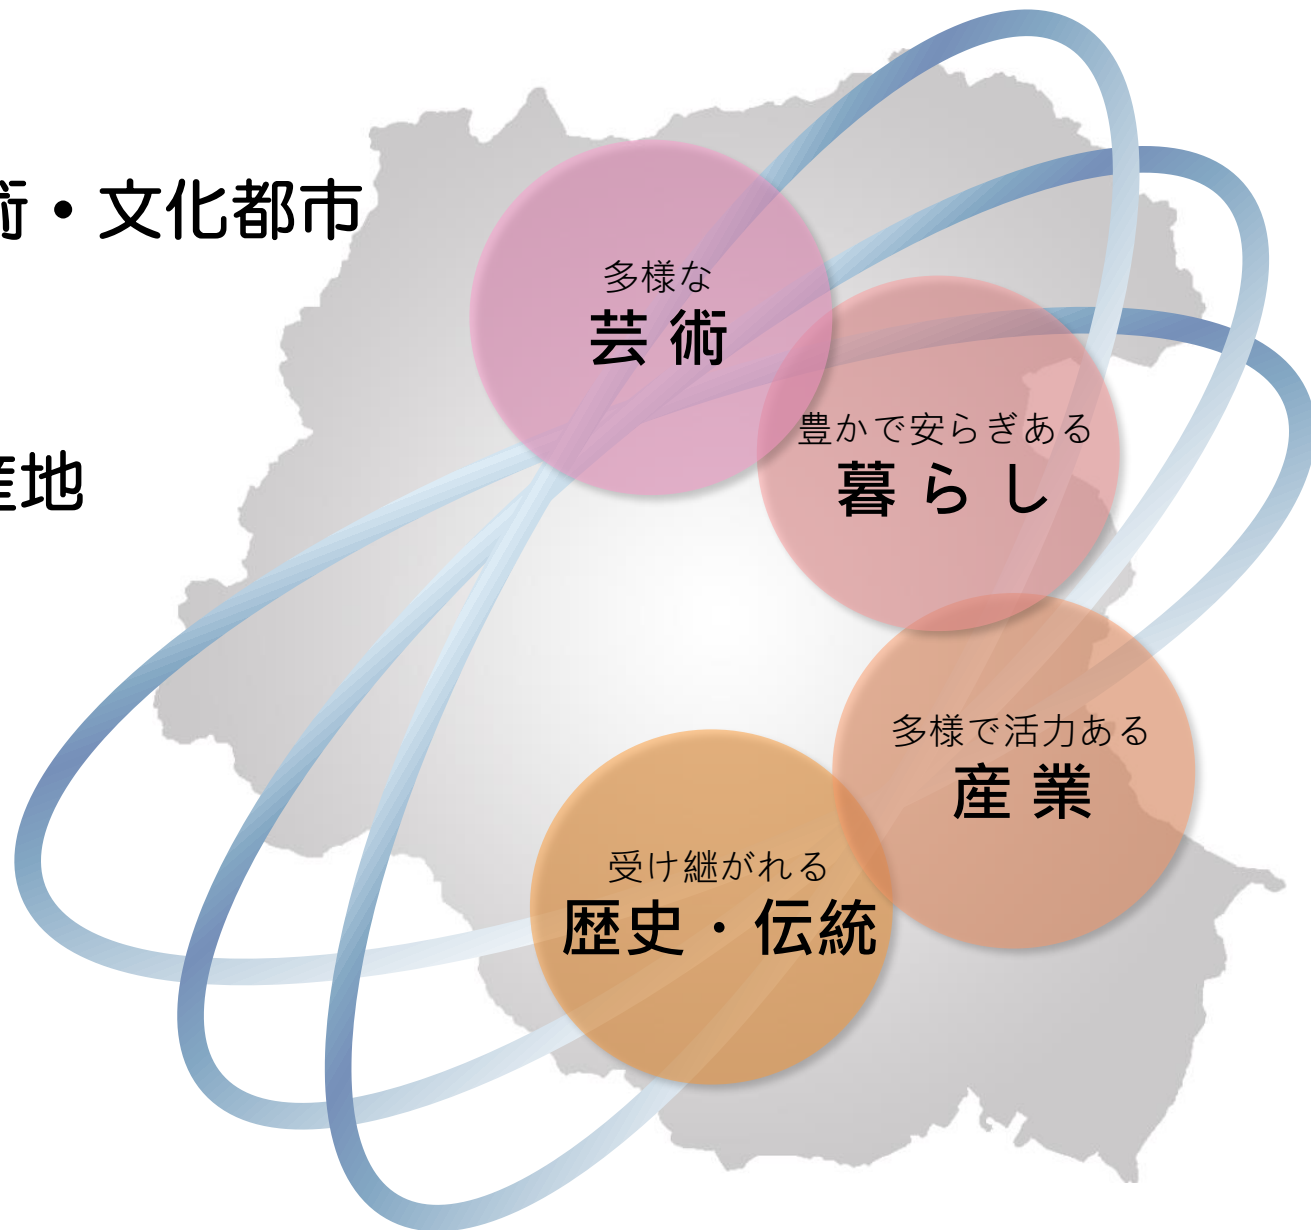 術・文化都市
産地
多様な
芸術
豊かで安らぎある
暮らし
多様で活力ある
産業
受け継がれる
歴史・伝統